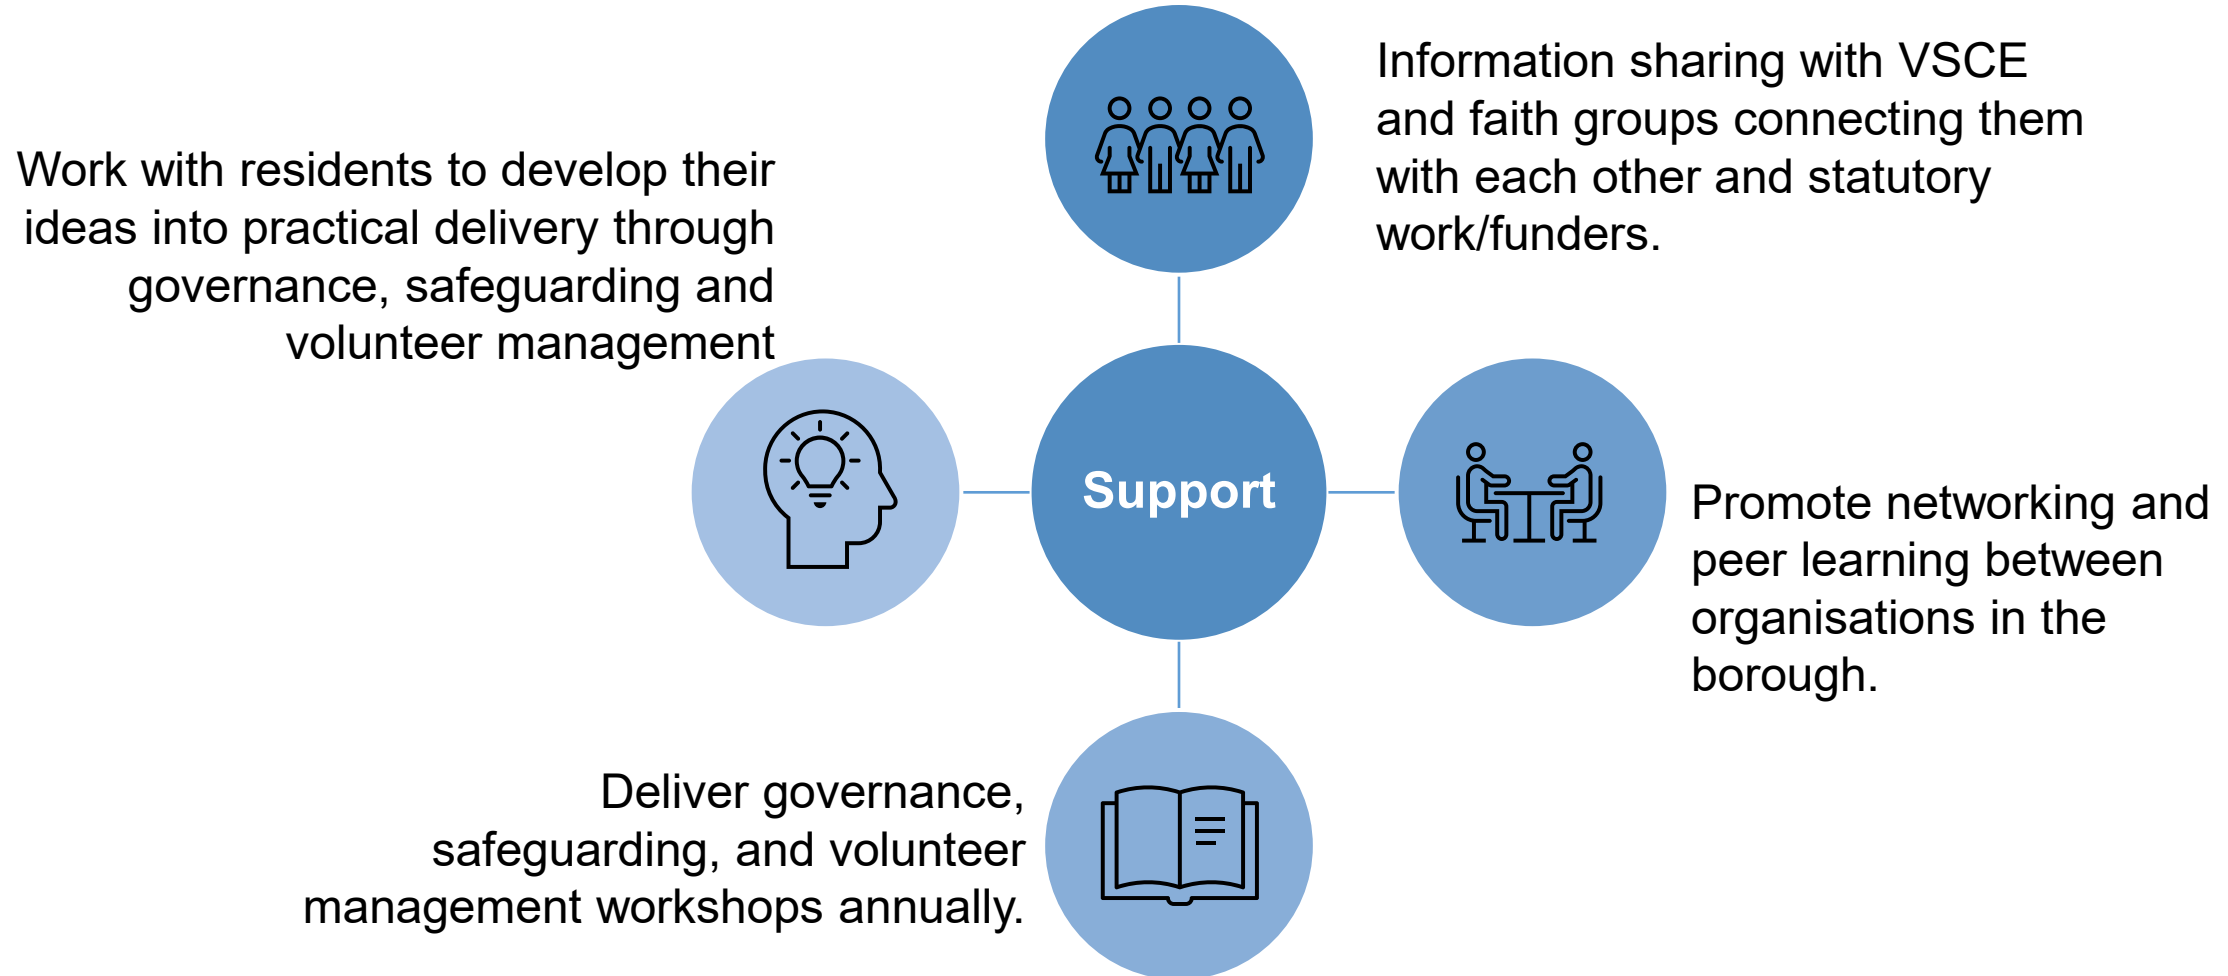 Information sharing with VSCE
and faith groups connecting them
with each other and statutory
work/funders.
Work with residents to develop their
ideas into practical delivery through
governance, safeguarding and
volunteer management
Support
Promote networking and
peer learning between
organisations in the
borough.
Deliver governance,
safeguarding, and volunteer
management workshops annually.